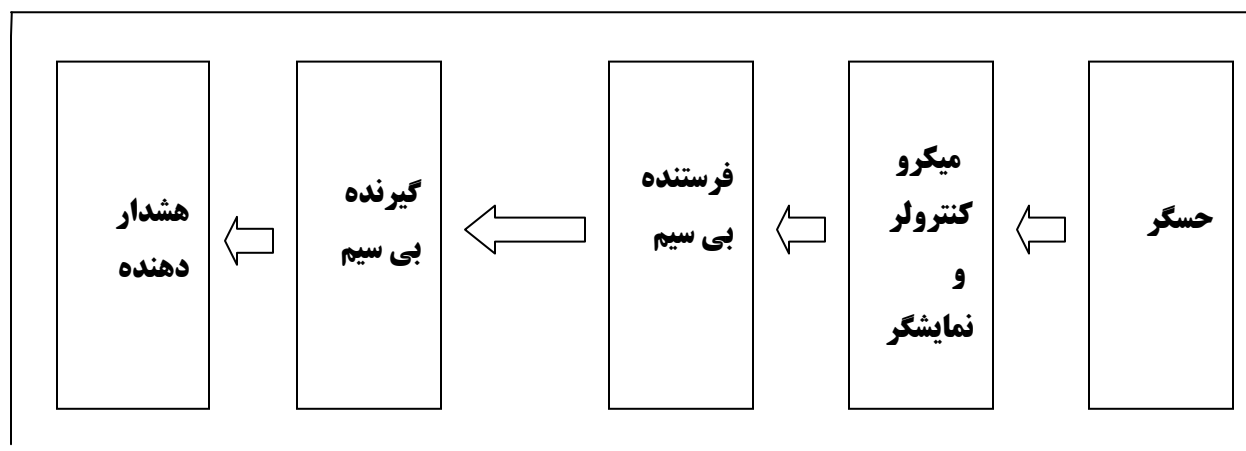 حسگر
میکرو
کنترولر
و
نمایشگر
فرستنده
بی سیم
گیرنده
بی سیم
هشدار
دهنده